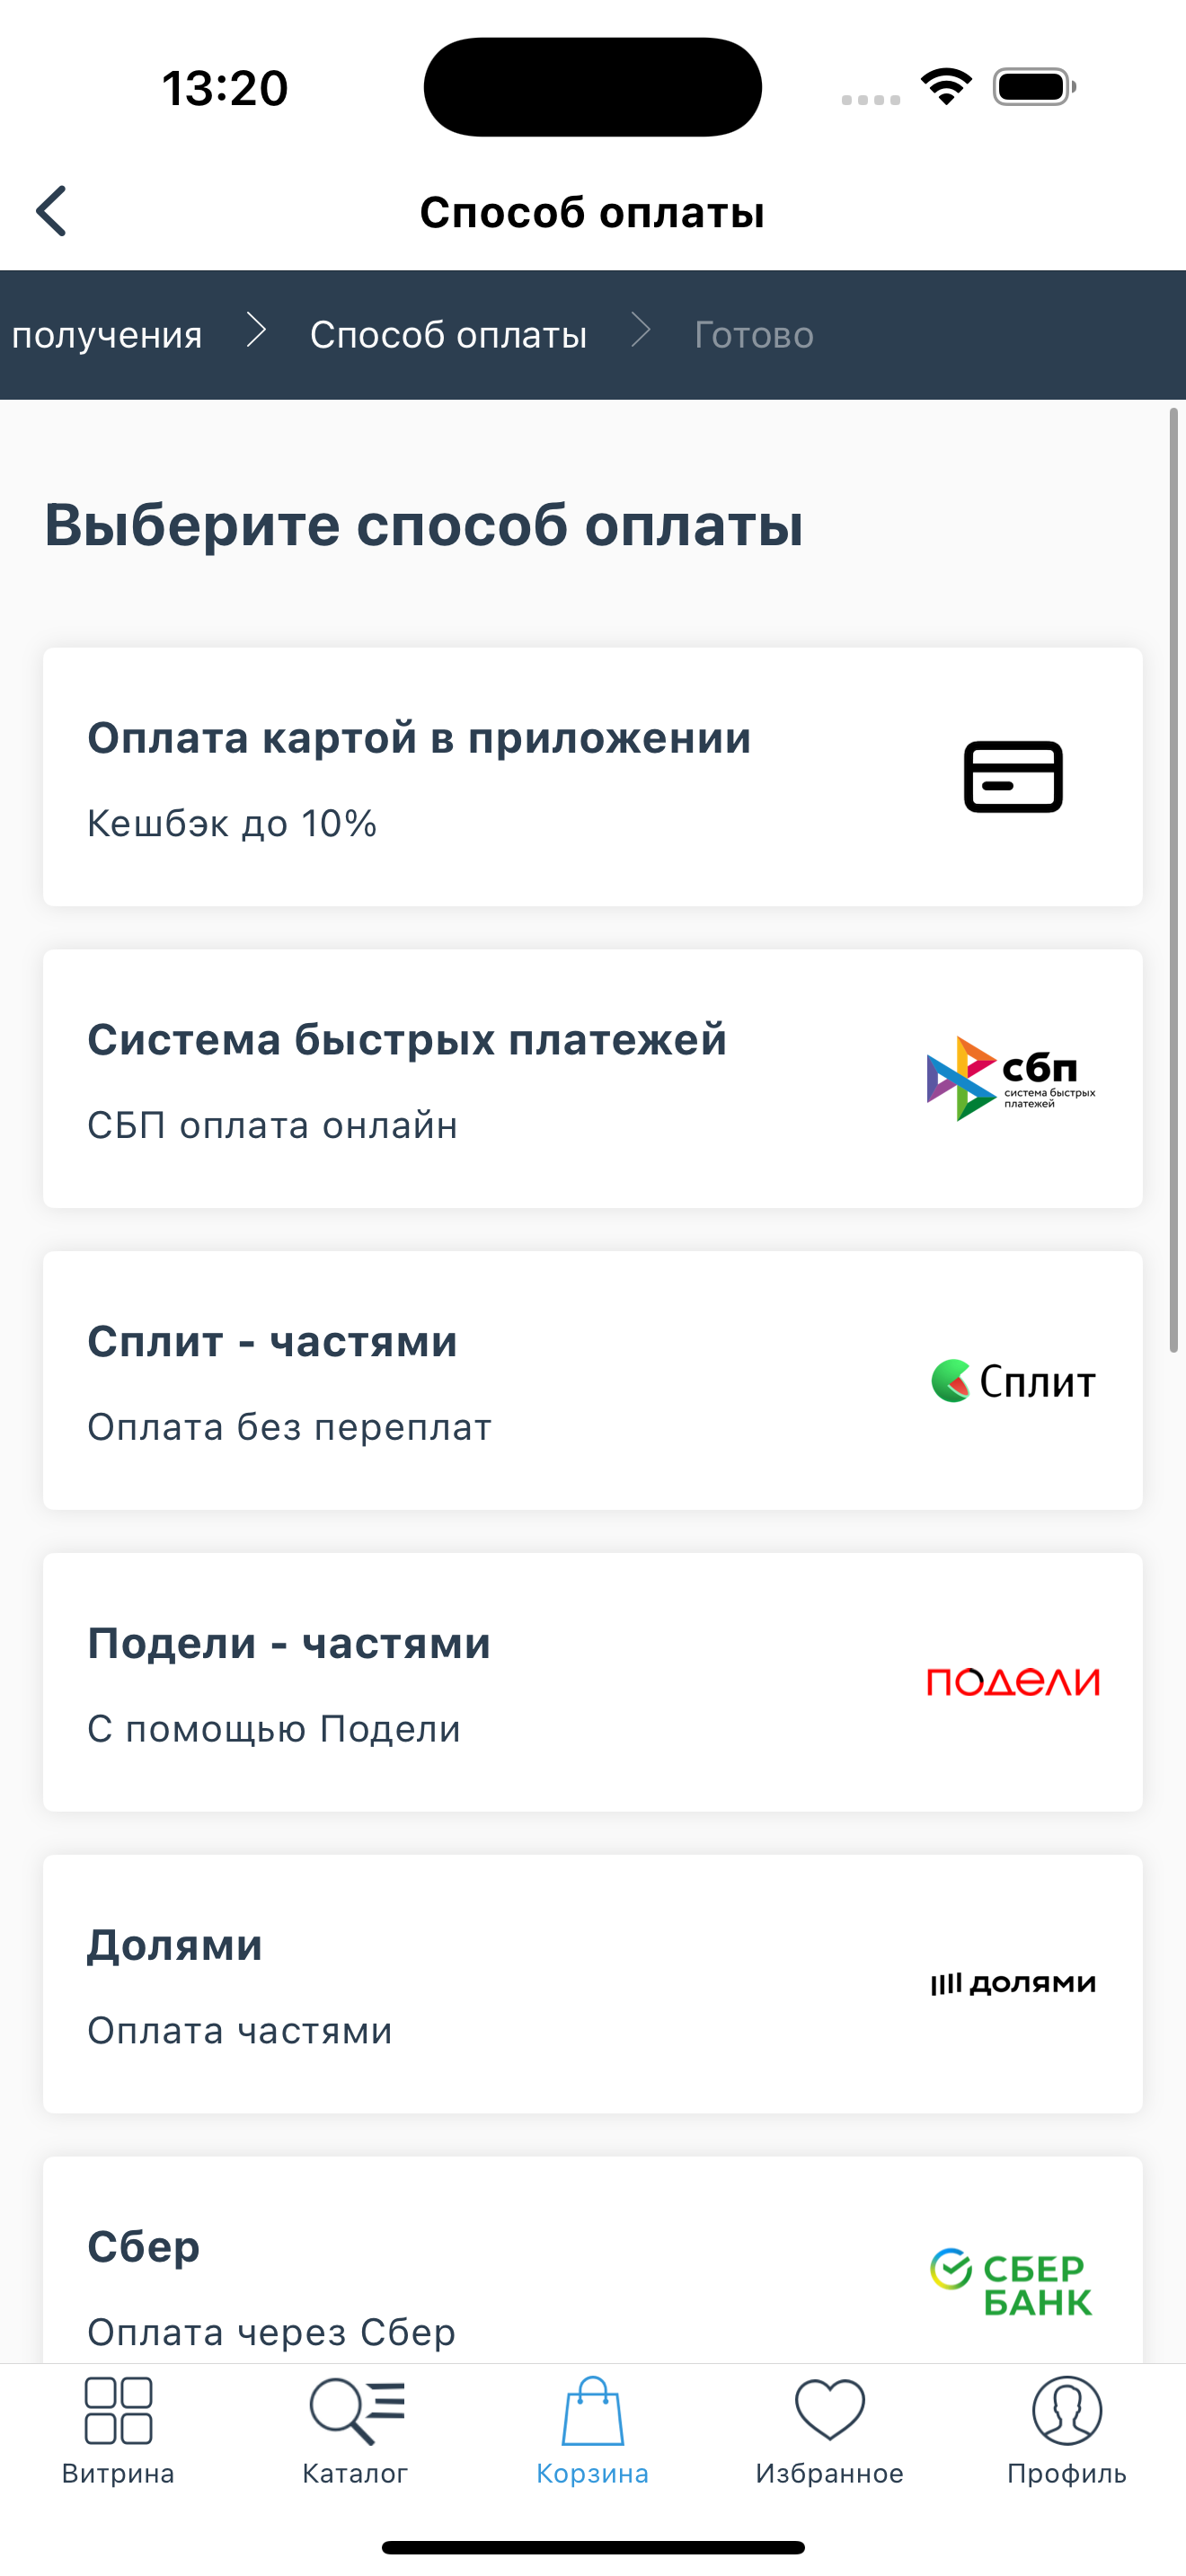 13:20
Способ оплаты
получения
Способ оплаты
Готово
Выберите способ оплаты
Оплата картой в приложении
Кешбэк до 10%
Система быстрых платежей
СБП оплата онлайн
сбп
система быстрых
платежей
Сплит - частями
Оплата без переплат
Сплит
Подели - частями
С помощью Подели
ПОДЕЛИ
Долями
Оплата частями
долями
Сбер
Оплата через Сбер
СБЕР
БАНК
Витрина
Каталог
Корзина
Избранное
Профиль